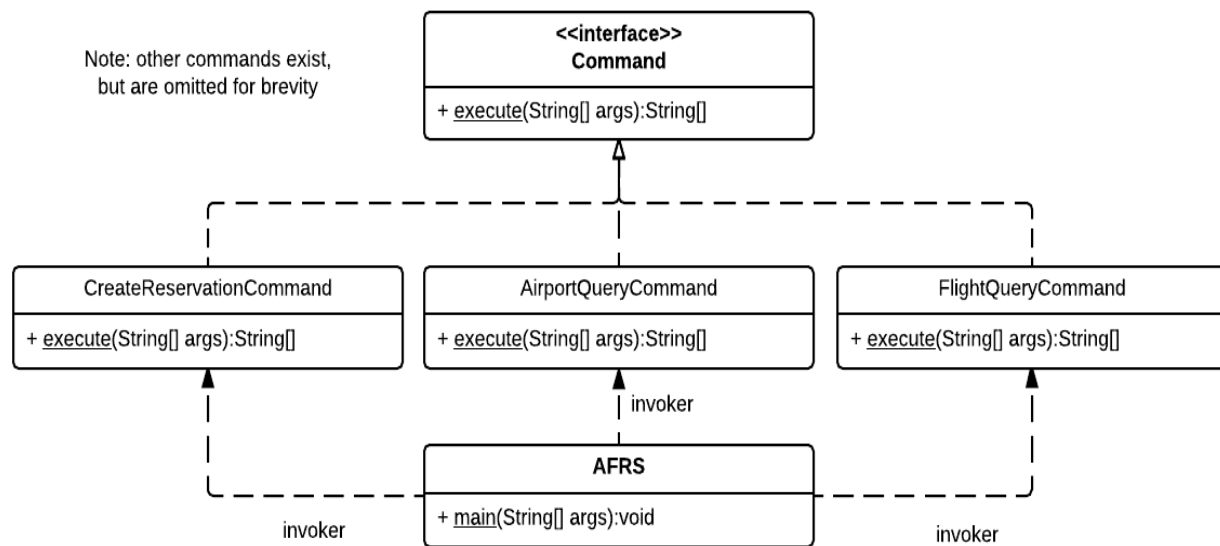 Note: other commands exist,
but are omitted for brevity
<<interface>>
Command
+ execute(String[] args):String[]
CreateReservationCommand
+ execute(String[] args):String[]
AirportQueryCommand
+ execute(String[] args):String[]
FlightQueryCommand
+ execute(String[] args):String[]
invoker
AFRS
+ main(String[] args):void
invoker
invoker